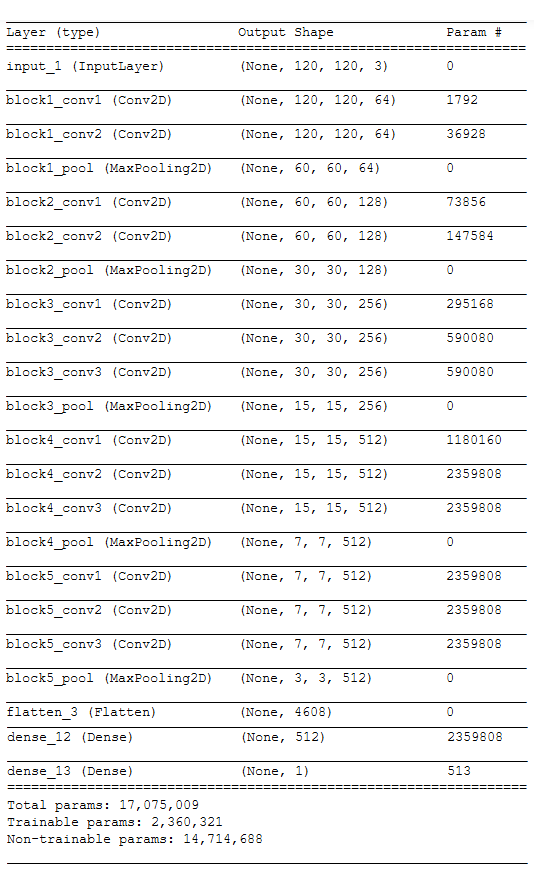 Layer (type) Output Shape Param #
input_1 (InputLayer) (None, 120, 120, 3) 0
block1_conv1 (Conv2D) (None, 120, 120, 64) 1792
block1_conv2 (Conv2D) (None, 120, 120, 64) 36928
block1_pool (MaxPooling2D) (None, 60, 60, 64) 0
block2_conv1 (Conv2D) (None, 60, 60, 128) 73856
block2_conv2 (Conv2D) (None, 60, 60, 128) 147584
block2_pool (MaxPooling2D) (None, 30, 30, 128) 0
block3_conv1 (Conv2D) (None, 30, 30, 256) 295168
block3_conv2 (Conv2D) (None, 30, 30, 256) 590080
block3_conv3 (Conv2D) (None, 30, 30, 256) 590080
block3_pool (MaxPooling2D) (None, 15, 15, 256) 0
block4_conv1 (Conv2D) (None, 15, 15, 512) 1180160
block4_conv2 (Conv2D) (None, 15, 15, 512) 2359808
block4_conv3 (Conv2D) (None, 15, 15, 512) 2359808
block4_pool (MaxPooling2D) (None, 7, 7, 512) 0
block5_conv1 (Conv2D) (None, 7, 7, 512) 2359808
block5_conv2 (Conv2D) (None, 7, 7, 512) 2359808
block5_conv3 (Conv2D) (None, 7, 7, 512) 2359808
block5_pool (MaxPooling2D) (None, 3, 3, 512) 0
flatten_3 (Flatten) (None, 4608) 0
dense_12 (Dense) (None, 512) 2359808
dense_13 (Dense) (None, 1) 513
Total params: 17,075,009
Trainable params: 2,360,321
Non-trainable params: 14,714,688